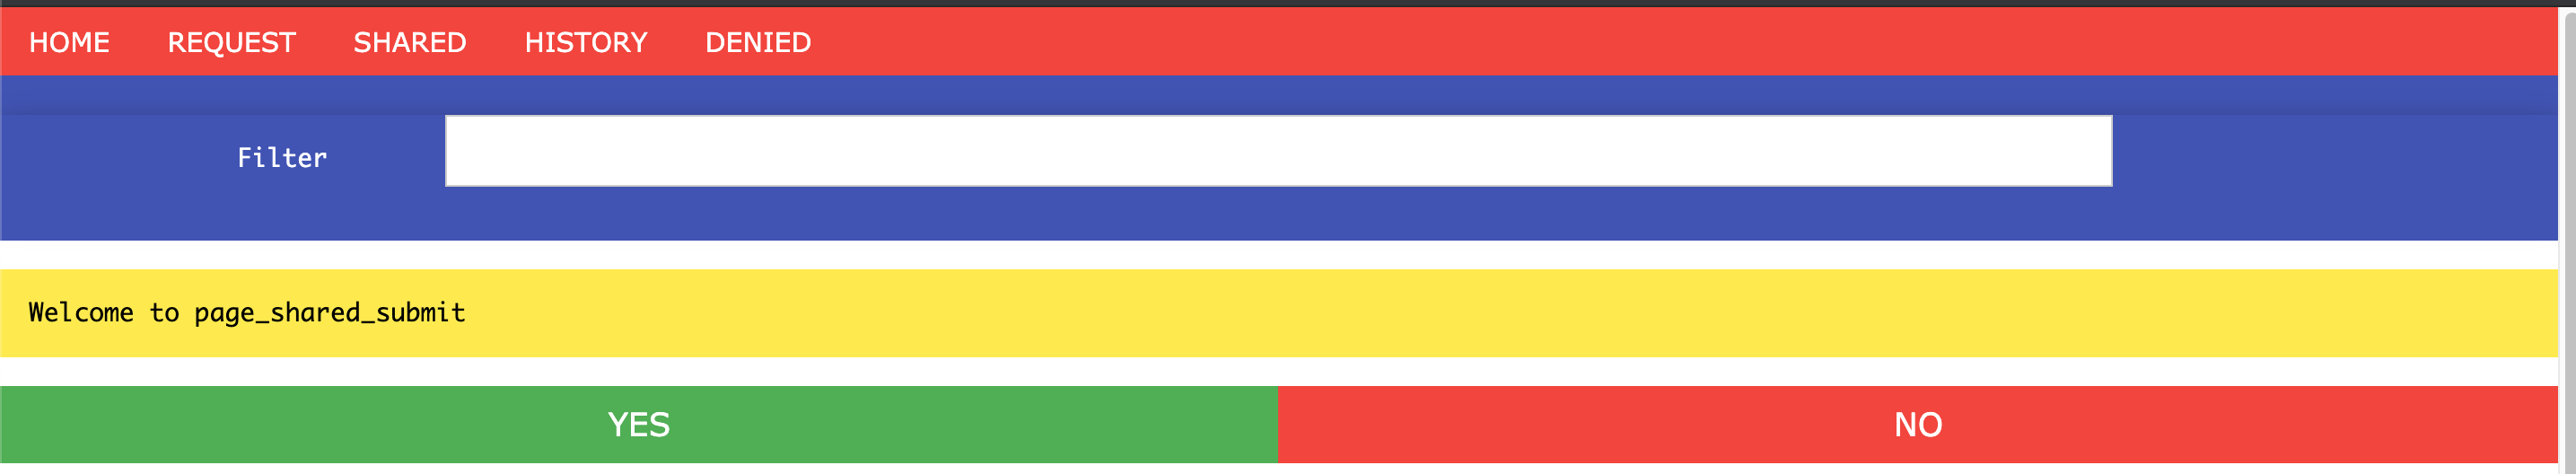 HOME REQUEST SHARED HISTORY DENIED
Filter
Welcome to page_shared_submit
YES NO